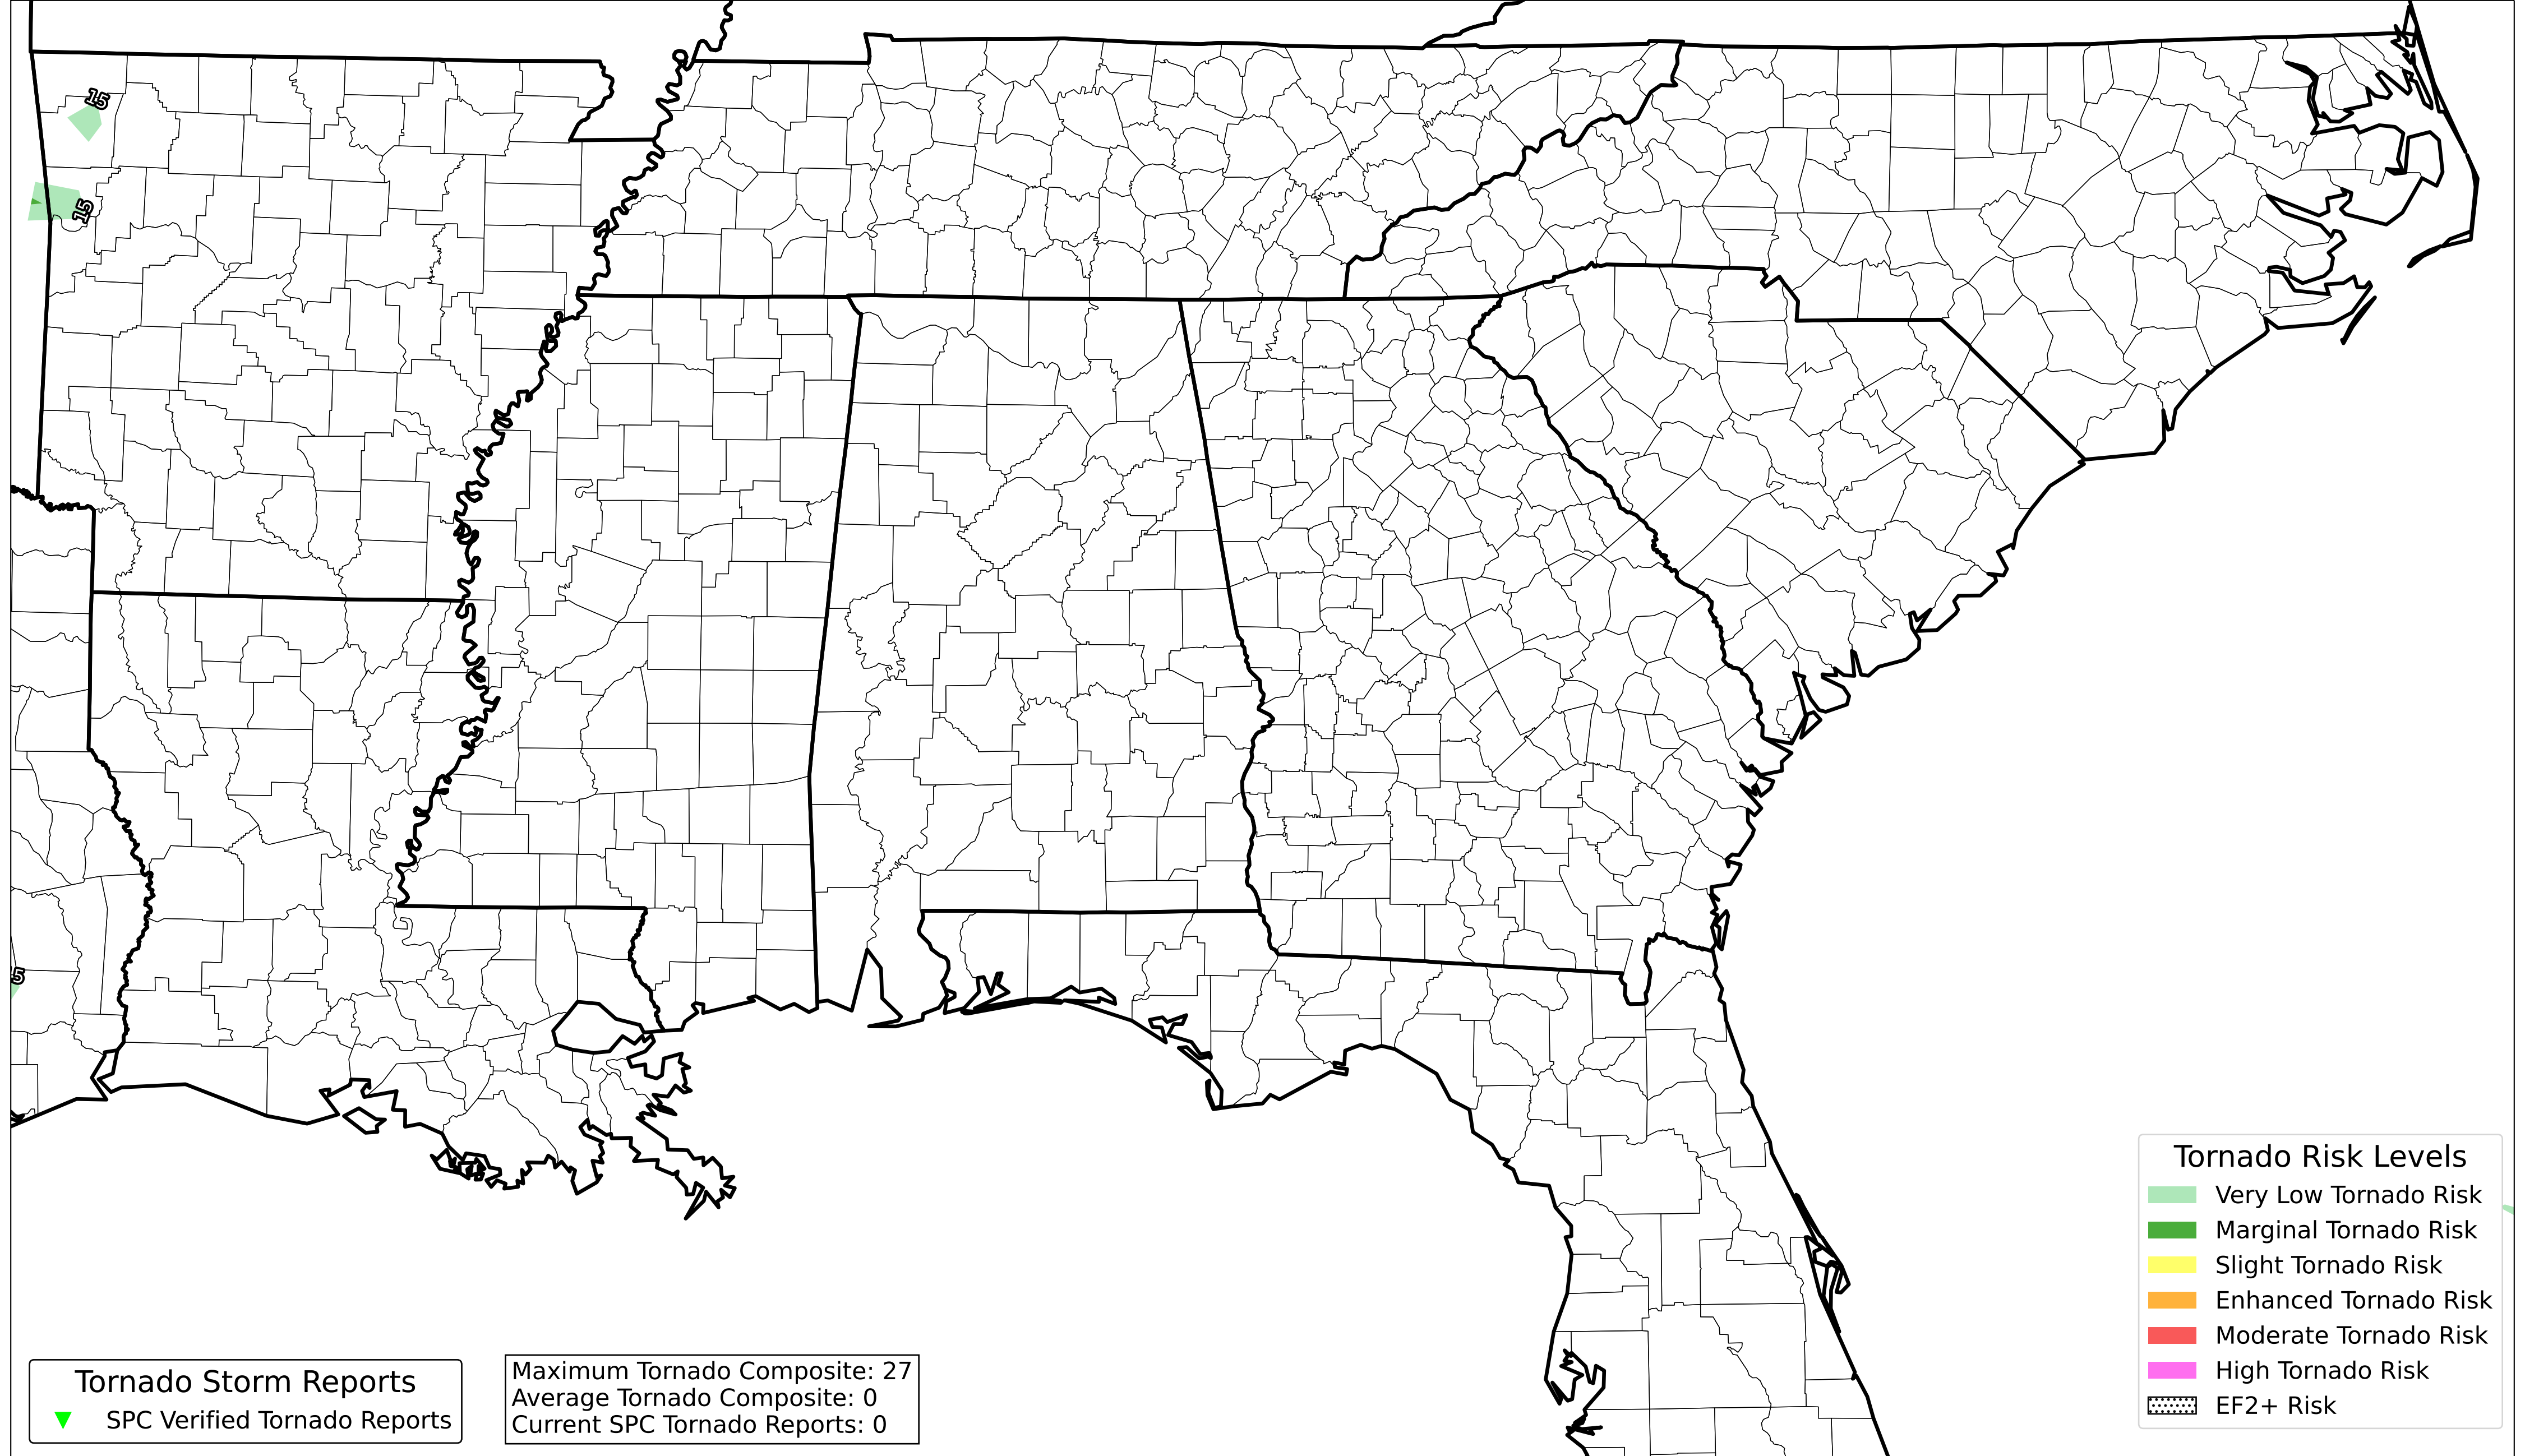 15
15
5
Tornado Risk Levels
Very Low Tornado Risk
Marginal Tornado Risk
Slight Tornado Risk
Enhanced Tornado Risk
Moderate Tornado Risk
High Tornado Risk
EF2+ Risk
Tornado Storm Reports
SPC Verified Tornado Reports
Maximum Tornado Composite: 27
Average Tornado Composite: 0
Current SPC Tornado Reports: 0